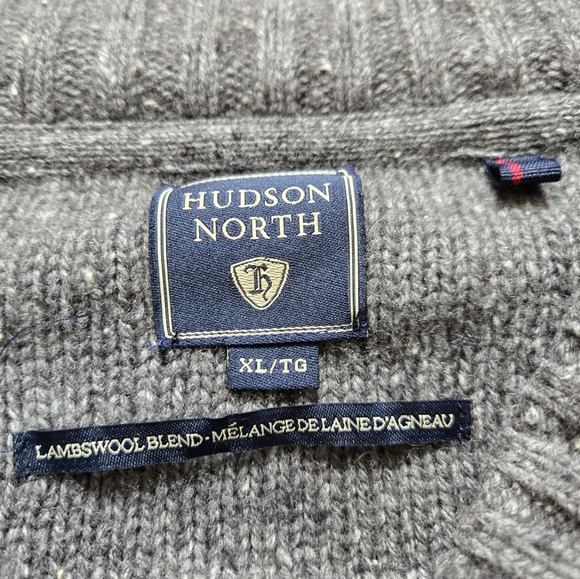 HUDSON
NORTH
H
XL/TG
LAMBSWOOL BLEND · MÉLANGE DE LAINE D'AGNEAU